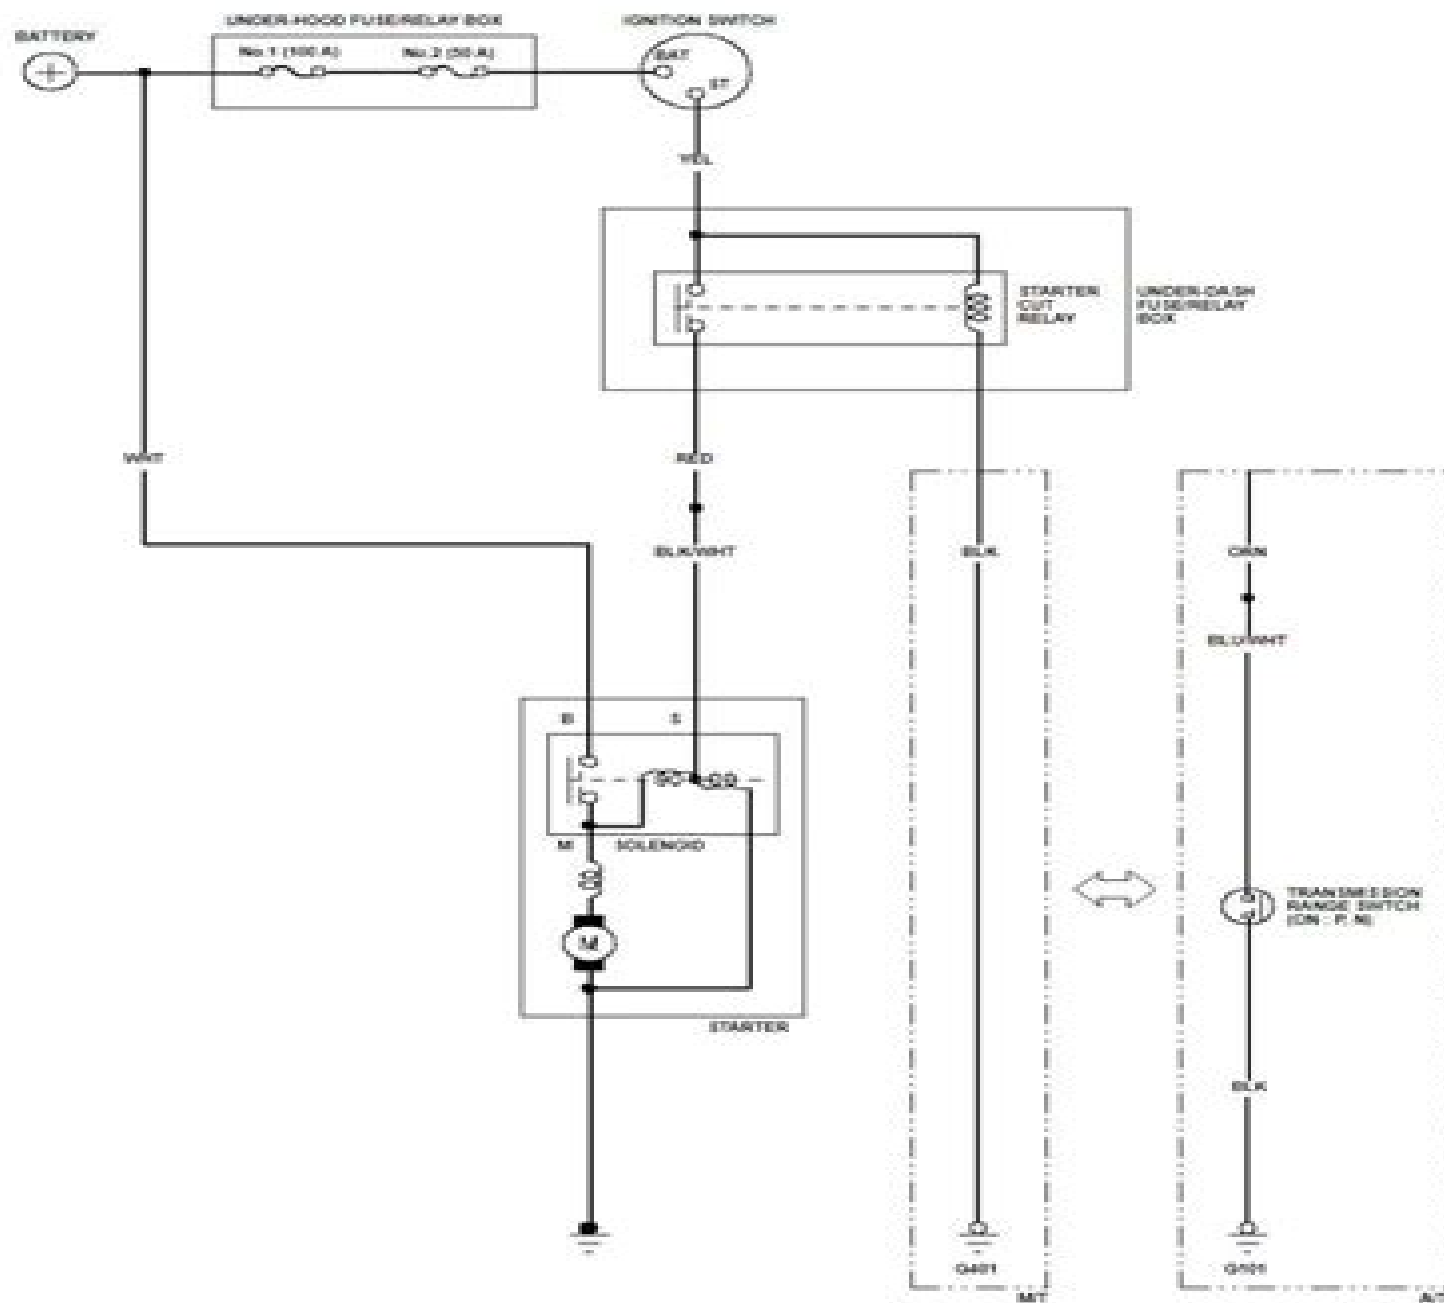 UNDER-HOOD FUSE/RELAY BOX
IGNITION SWITCH
BATTERY
No.1 (100 A)
No.2 (50 A)
BAT
ST
YEL
STARTER
CUT
RELAY
UNDER-DASH
FUSE/RELAY
BOX
WHT
RED
BLK/WHT
BLK
ORN
BLU/WHT
B
S
M
SOLENOID
M
TRANSMISSION
RANGE SWITCH
(ON : P, N)
STARTER
BLK
G401
G101
M/T
A/T